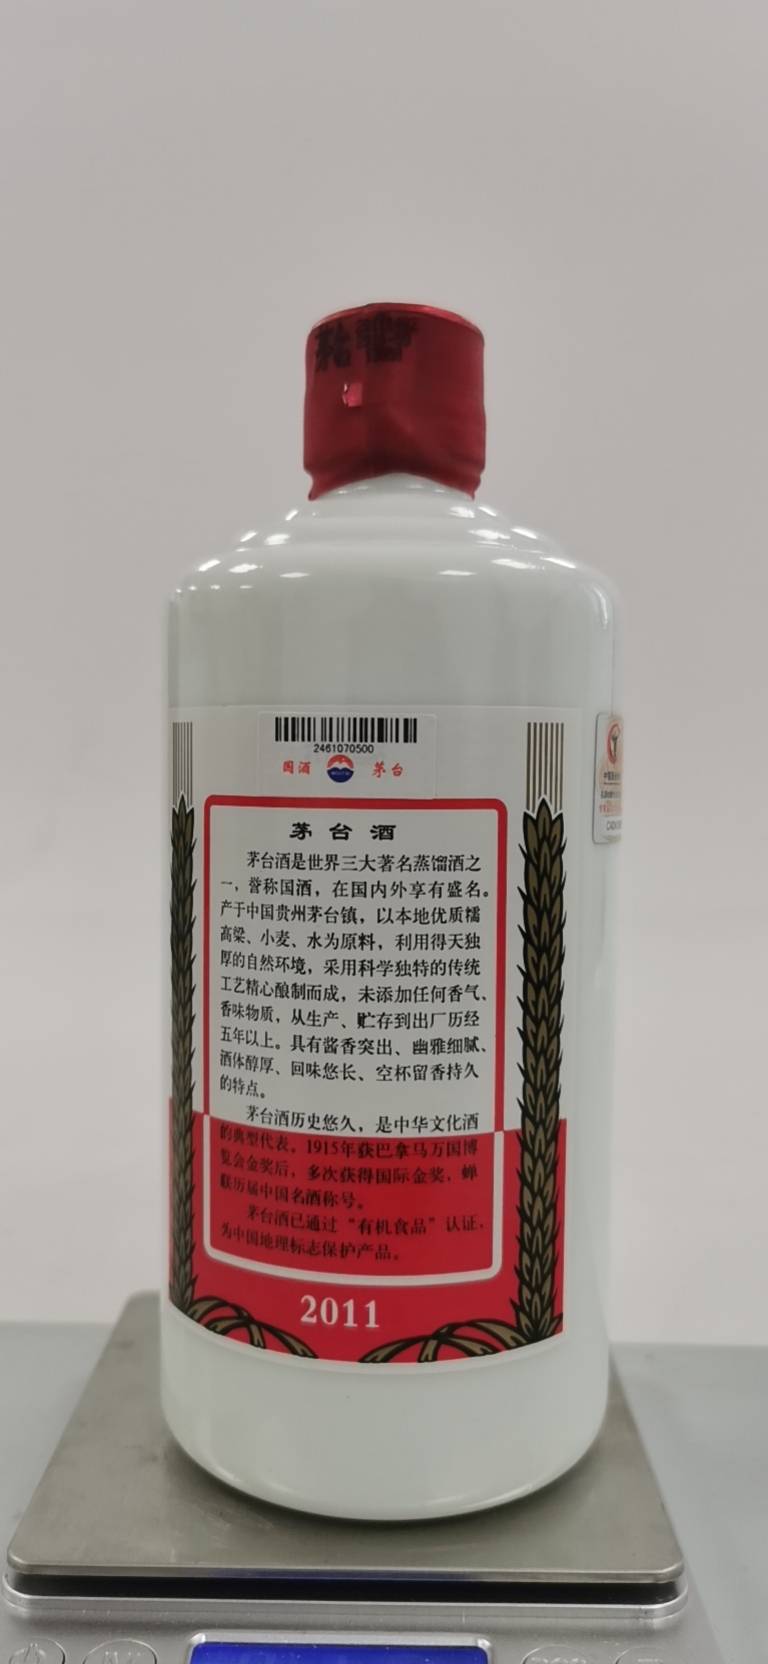 茅台
2461070500
国酒
MOUTAI
茅台
茅台酒
茅台酒是世界三大著名蒸馏酒之
一，誉称国酒，在国内外享有盛名。
产于中国贵州茅台镇，以本地优质糯
高粱、小麦、水为原料，利用得天独
厚的自然环境，采用科学独特的传统
工艺精心酿制而成，未添加任何香气、
香味物质，从生产、贮存到出厂历经
五年以上。具有酱香突出、幽雅细腻、
酒体醇厚、回味悠长、空杯留香持久
的特点。
茅台酒历史悠久，是中华文化酒
的典型代表。1915年获巴拿马万国博
览会金奖后，多次获得国际金奖，蝉
联历届中国名酒称号。
茅台酒已通过“有机食品”认证，
为中国地理标志保护产品。
2011